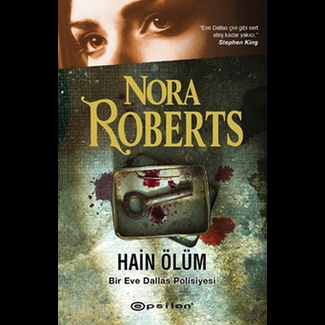 "Eve Dallas çivi gibi sert
ateş kadar yakıcı."
Stephen King
NORA
ROBERTS
HAİN ÖLÜM
Bir Eve Dallas Polisiyesi
epsilon